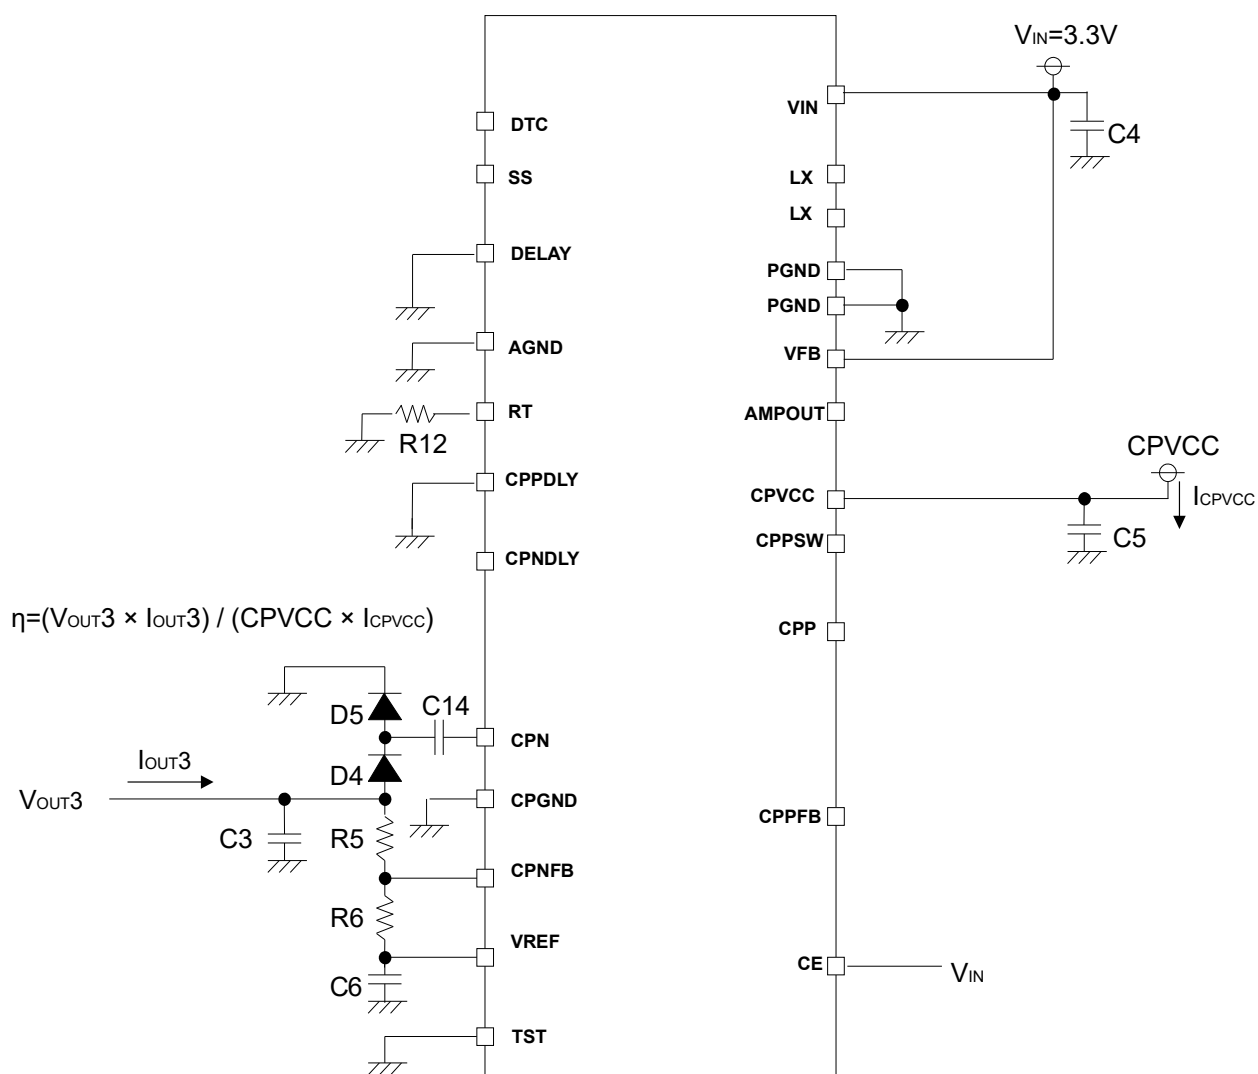 VIN=3.3V
VIN
C4
DTC
SS
LX
LX
DELAY
PGND
PGND
AGND
VFB
RT
AMPOUT
R12
CPVCC
CPPDLY
CPVCC
ICPVCC
CPPSW
C5
CPNDLY
η=(VOUT3 × IOUT3) / (CPVCC × ICPVCC)
CPP
D5
C14
CPN
IOUT3
D4
VOUT3
CPGND
C3
R5
CPPFB
CPNFB
R6
VREF
CE
VIN
C6
TST